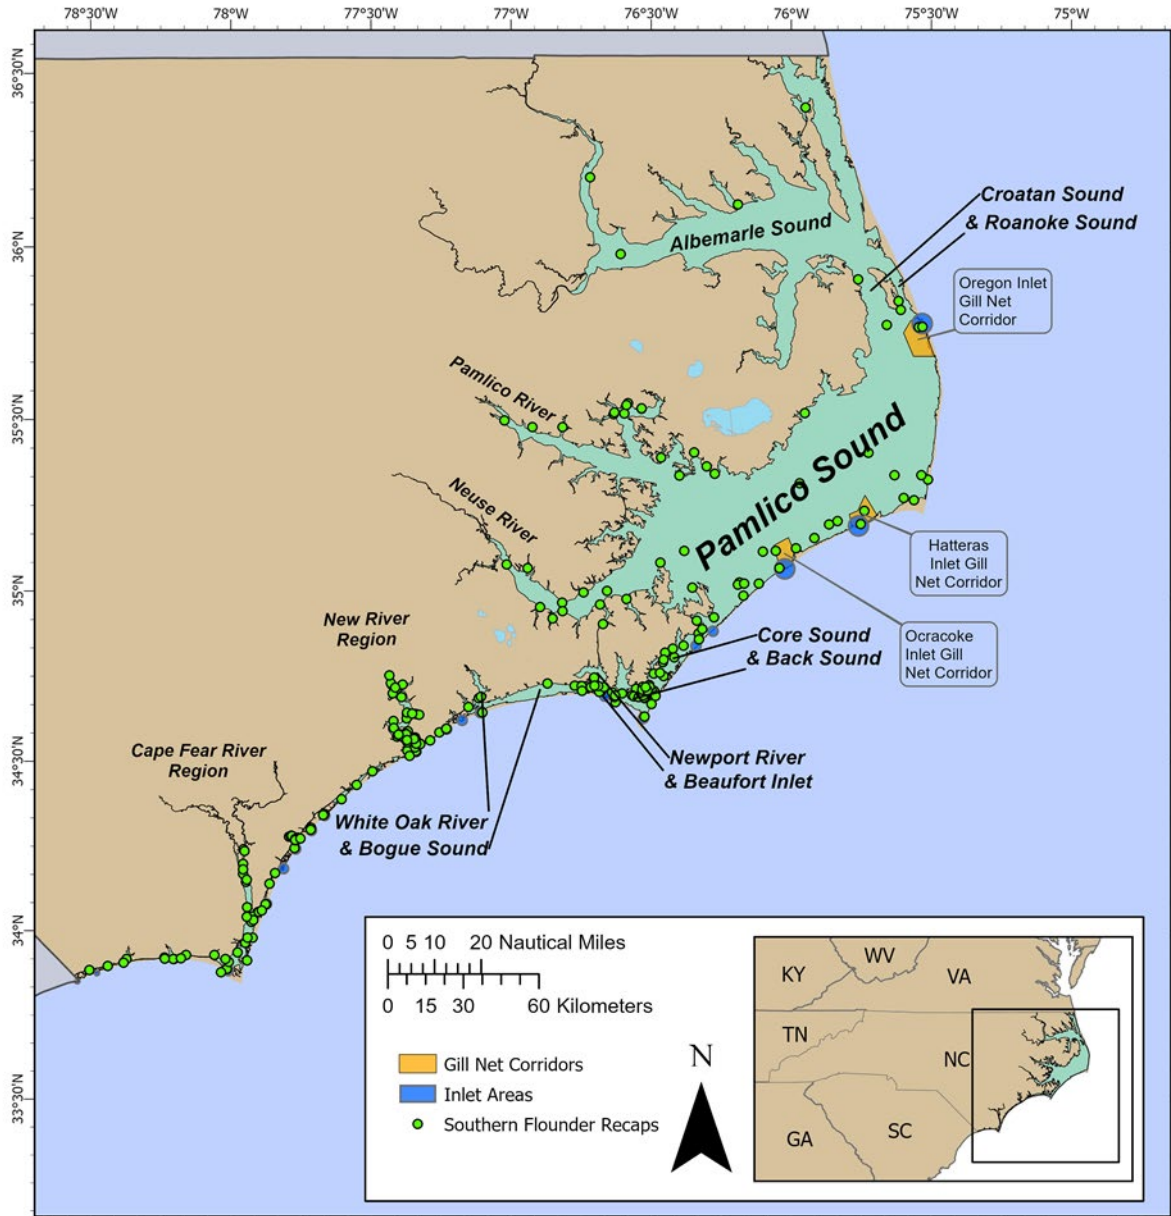 78°30'W
78°W
77°30'W
77°W
76°30'W
76°W
75°30'W
75°W
36°30'N
36°N
35°30'N
35°N
34°30'N
34°N
33°30'N
Croatan Sound
& Roanoke Sound
Albemarle Sound
Oregon Inlet
Gill Net
Corridor
Pamlico River
Pamlico Sound
Neuse River
Hatteras
Inlet Gill
Net Corridor
New River
Region
Core Sound
& Back Sound
Ocracoke
Inlet Gill
Net Corridor
Cape Fear River
Region
Newport River
& Beaufort Inlet
White Oak River
& Bogue Sound
0 5 10 20 Nautical Miles
0 15 30 60 Kilometers
Gill Net Corridors
Inlet Areas
Southern Flounder Recaps
N
WV
KY
VA
TN
NC
GA
SC